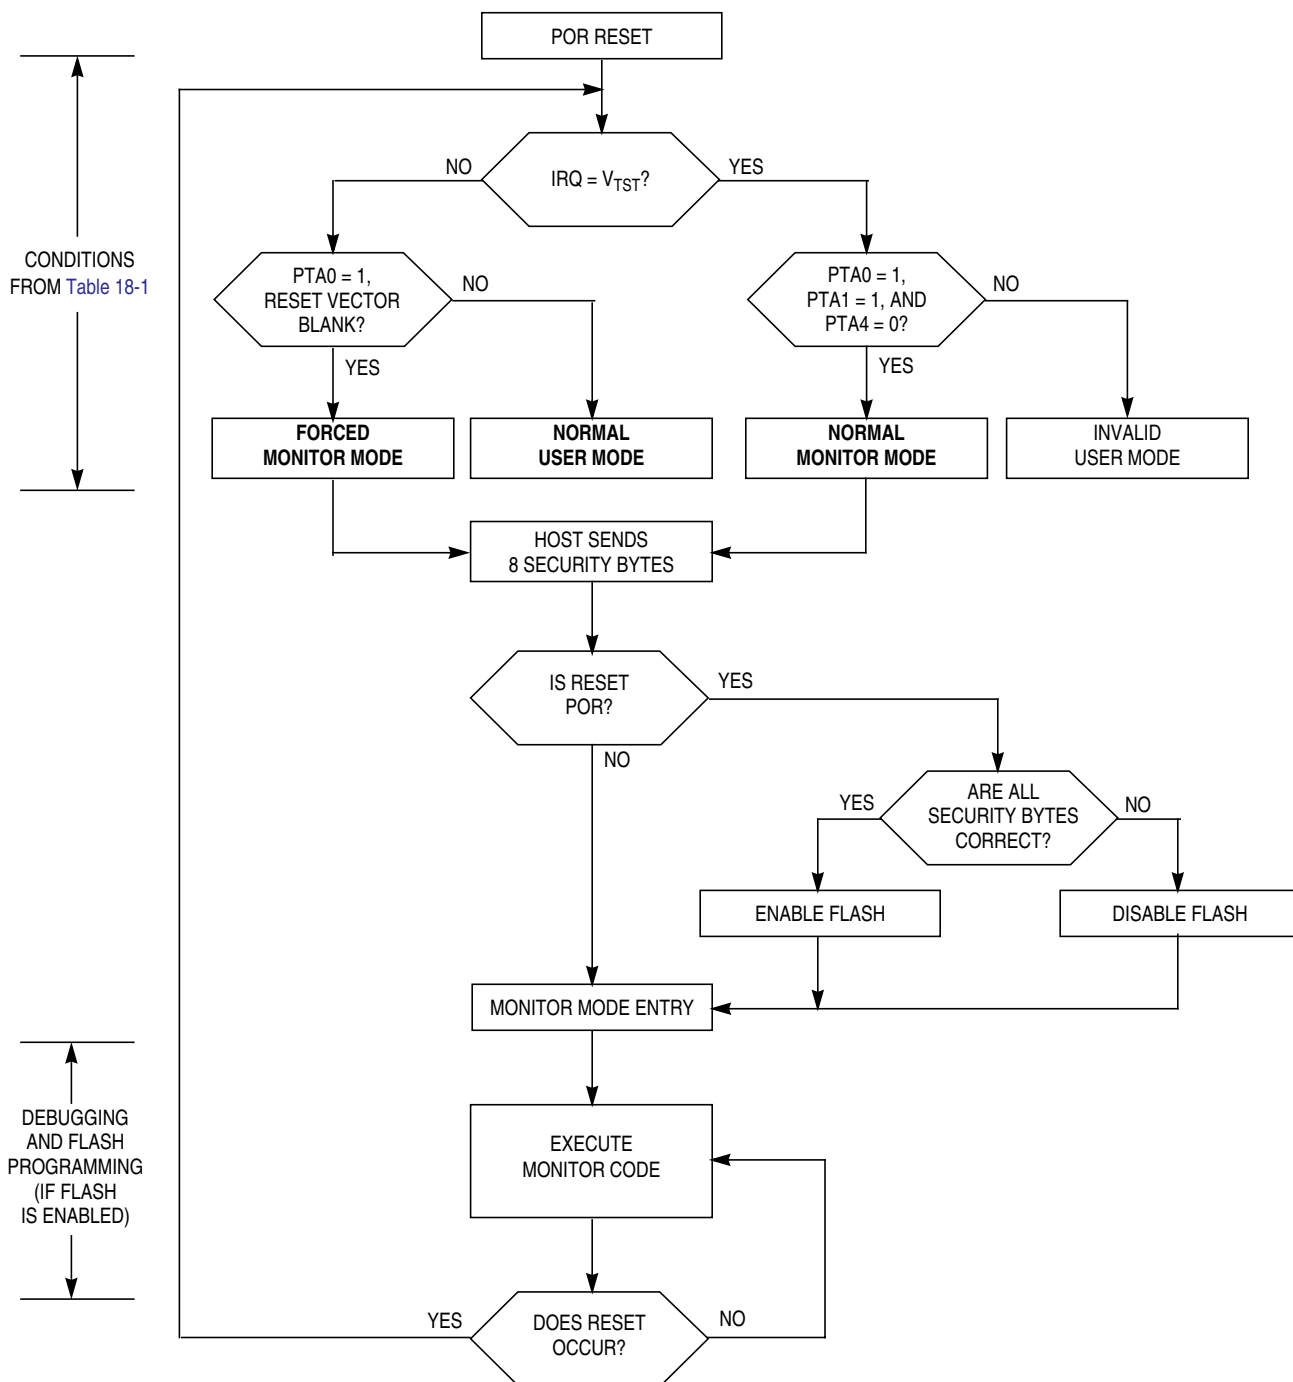 POR RESET
NO
YES
IRQ = VTST?
CONDITIONS
FROM Table 18-1
PTA0 = 1,
RESET VECTOR
BLANK?
NO
YES
PTA0 = 1,
PTA1 = 1, AND
PTA4 = 0?
NO
YES
FORCED
MONITOR MODE
NORMAL
USER MODE
NORMAL
MONITOR MODE
INVALID
USER MODE
HOST SENDS
8 SECURITY BYTES
IS RESET
POR?
YES
NO
ARE ALL
SECURITY BYTES
CORRECT?
YES
NO
ENABLE FLASH
DISABLE FLASH
MONITOR MODE ENTRY
DEBUGGING
AND FLASH
PROGRAMMING
(IF FLASH
IS ENABLED)
EXECUTE
MONITOR CODE
YES
DOES RESET
OCCUR?
NO